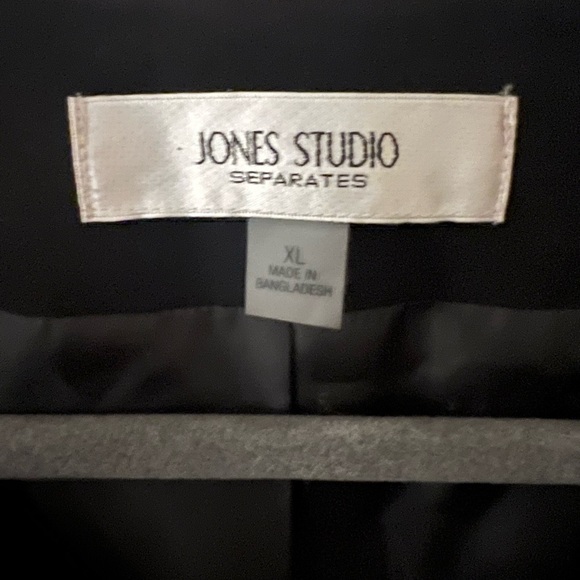 JONES STUDIO
SEPARATES
XL
MADE IN
BANGLADESH